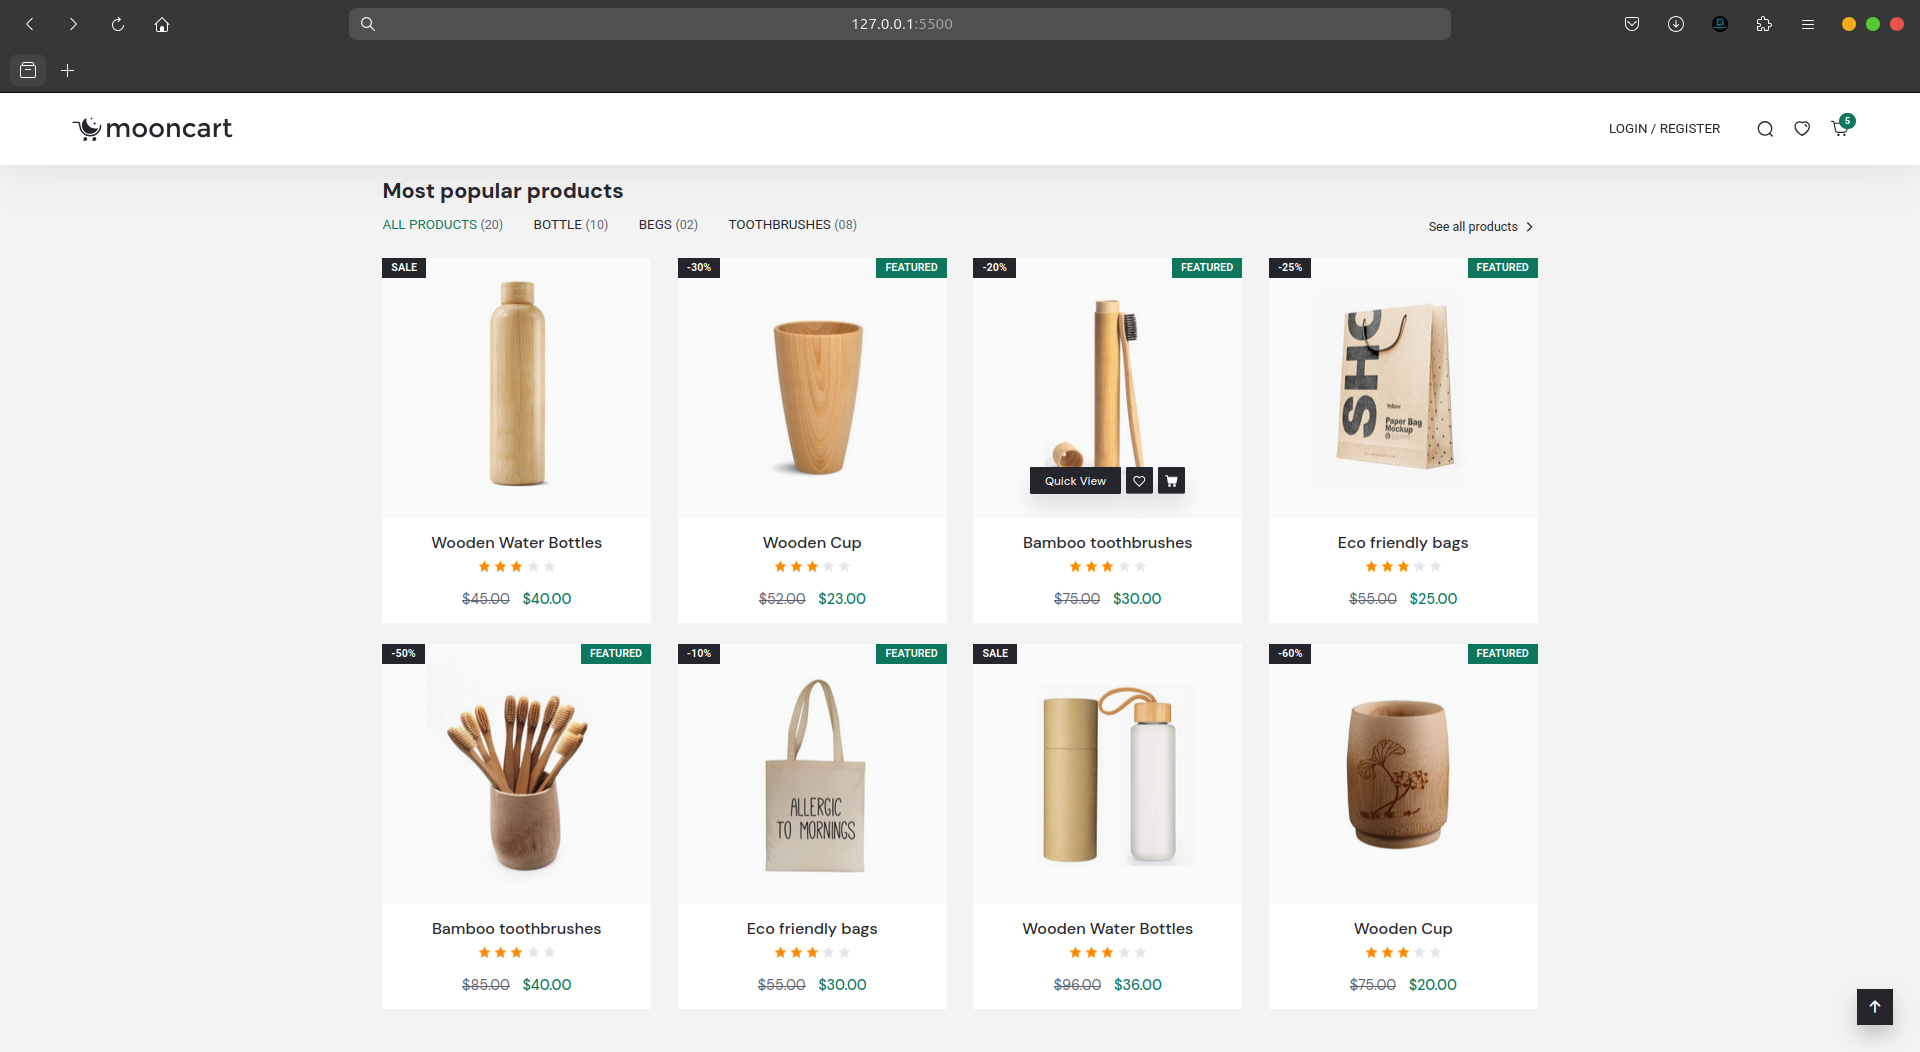 127.0.0.1:5500
mooncart
LOGIN / REGISTER
5
Most popular products
ALL PRODUCTS (20) BOTTLE (10) BEGS (02) TOOTHBRUSHES (08)
See all products
SALE
-30% FEATURED
-20% FEATURED
-25% FEATURED
SHO
Yellow
Paper Bag
Mockup
Quick View
Wooden Water Bottles
$45.00 $40.00
Wooden Cup
$52.00 $23.00
Bamboo toothbrushes
$75.00 $30.00
Eco friendly bags
$55.00 $25.00
-50% FEATURED
-10% FEATURED
SALE
-60% FEATURED
ALLERGIC
TO MORNINGS
Bamboo toothbrushes
$85.00 $40.00
Eco friendly bags
$55.00 $30.00
Wooden Water Bottles
$96.00 $36.00
Wooden Cup
$75.00 $20.00